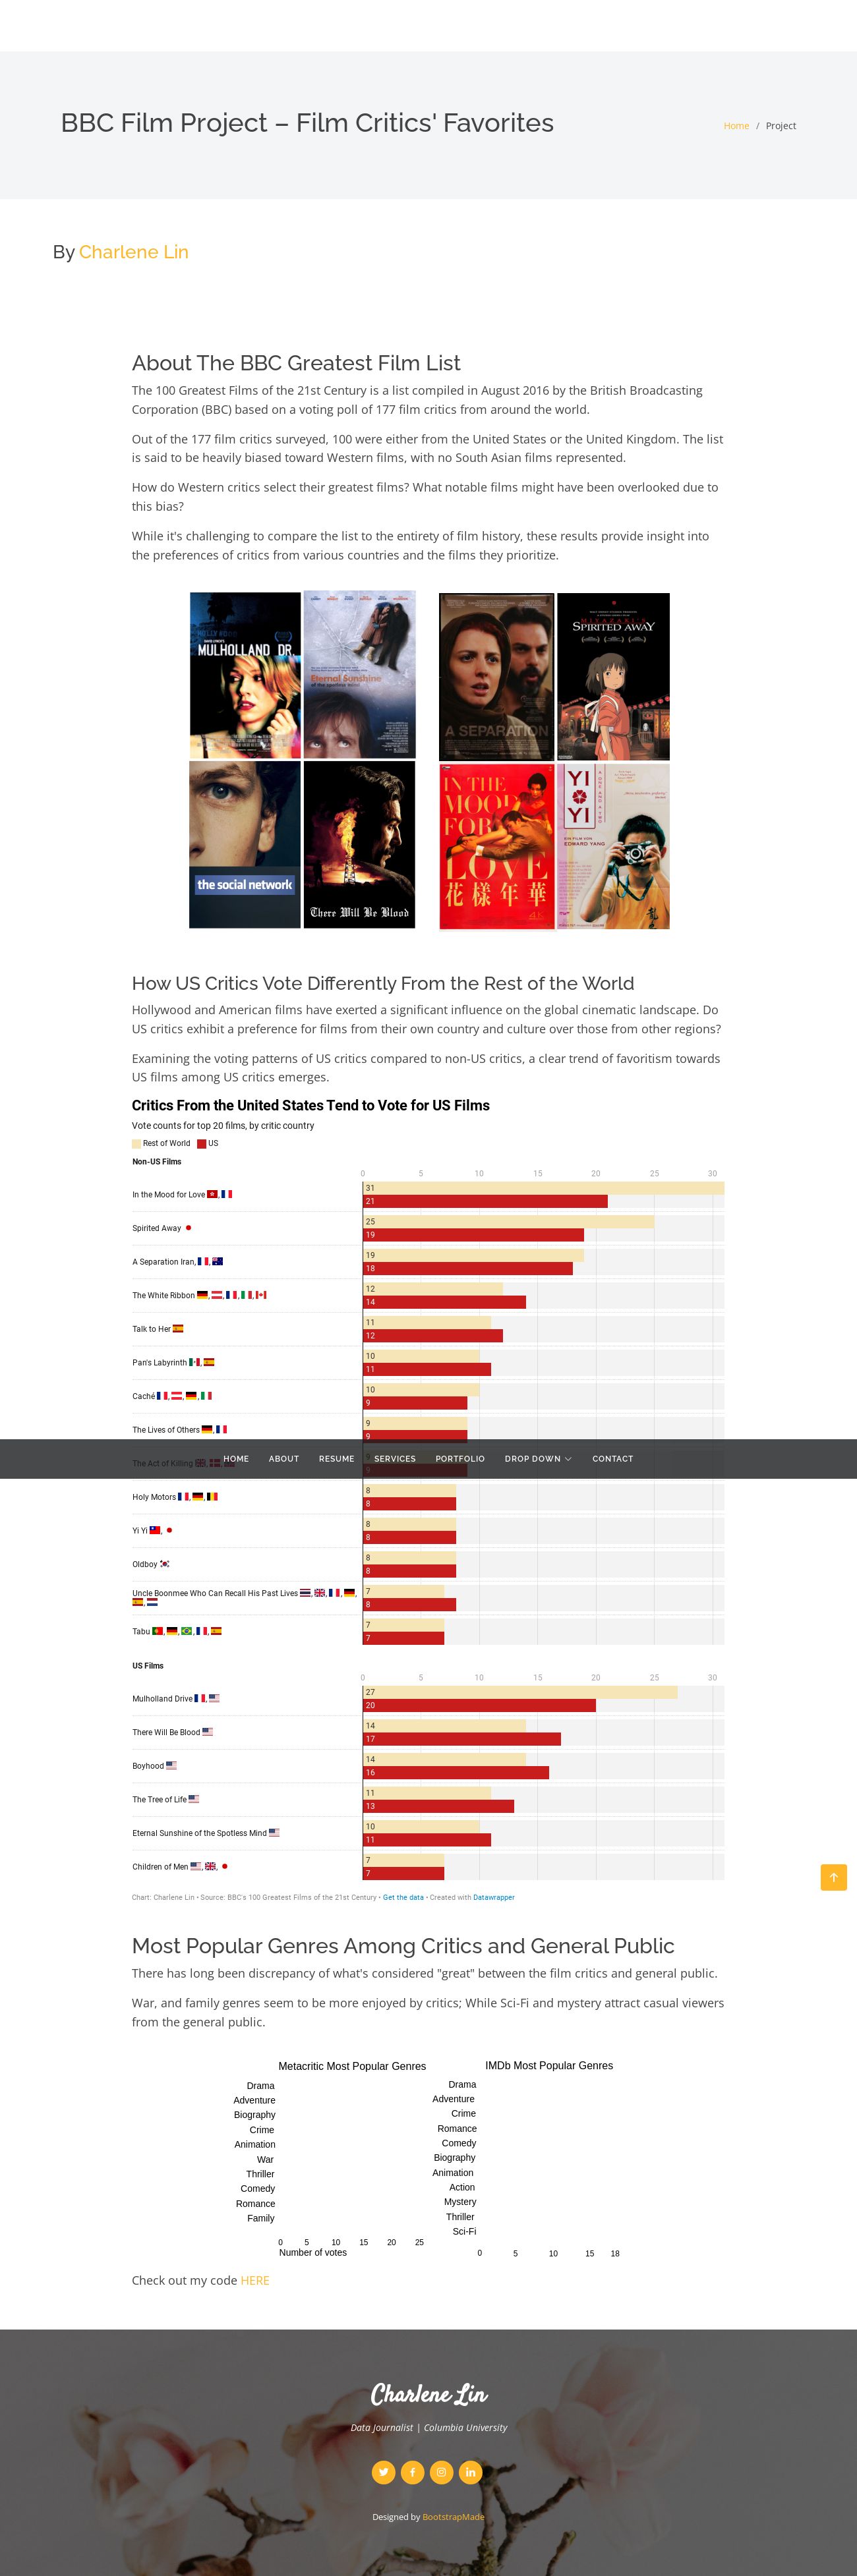 BBC Film Project – Film Critics' Favorites
Home / Project
By Charlene Lin
About The BBC Greatest Film List
The 100 Greatest Films of the 21st Century is a list compiled in August 2016 by the British Broadcasting
Corporation (BBC) based on a voting poll of 177 film critics from around the world.
Out of the 177 film critics surveyed, 100 were either from the United States or the United Kingdom. The list
is said to be heavily biased toward Western films, with no South Asian films represented.
How do Western critics select their greatest films? What notable films might have been overlooked due to
this bias?
While it's challenging to compare the list to the entirety of film history, these results provide insight into
the preferences of critics from various countries and the films they prioritize.
MULHOLLAND DR.
Eternal Sunshine
of the spotless mind
A SEPARATION
MIYAZAKI'S
SPIRITED AWAY
the social network
There Will Be Blood
IN THE
MOOD
FOR
LOVE
花樣年華
YI
YI
EIN FILM VON
EDWARD YANG
How US Critics Vote Differently From the Rest of the World
Hollywood and American films have exerted a significant influence on the global cinematic landscape. Do
US critics exhibit a preference for films from their own country and culture over those from other regions?
Examining the voting patterns of US critics compared to non-US critics, a clear trend of favoritism towards
US films among US critics emerges.
Critics From the United States Tend to Vote for US Films
Vote counts for top 20 films, by critic country
Rest of World US
Non-US Films
0 5 10 15 20 25 30
In the Mood for Love , 31
21
Spirited Away 25
19
A Separation Iran, , 19
18
The White Ribbon , , , , 12
14
Talk to Her 11
12
Pan's Labyrinth , 10
11
Caché , , , 10
9
The Lives of Others , 9
9
The Act of Killing , ,
HOME ABOUT RESUME SERVICES PORTFOLIO DROP DOWN CONTACT
Holy Motors , , 8
8
Yi Yi , 8
8
Oldboy 8
8
Uncle Boonmee Who Can Recall His Past Lives , , , ,
, 7
8
Tabu , , , , 7
7
US Films
0 5 10 15 20 25 30
Mulholland Drive , 27
20
There Will Be Blood 14
17
Boyhood 14
16
The Tree of Life 11
13
Eternal Sunshine of the Spotless Mind 10
11
Children of Men , , 7
7
Chart: Charlene Lin • Source: BBC's 100 Greatest Films of the 21st Century • Get the data • Created with Datawrapper
Most Popular Genres Among Critics and General Public
There has long been discrepancy of what's considered "great" between the film critics and general public.
War, and family genres seem to be more enjoyed by critics; While Sci-Fi and mystery attract casual viewers
from the general public.
Metacritic Most Popular Genres
Drama
Adventure
Biography
Crime
Animation
War
Thriller
Comedy
Romance
Family
0 5 10 15 20 25
Number of votes
IMDb Most Popular Genres
Drama
Adventure
Crime
Romance
Comedy
Biography
Animation
Action
Mystery
Thriller
Sci-Fi
0 5 10 15 18
Check out my code HERE
Charlene Lin
Data Journalist | Columbia University
Designed by BootstrapMade